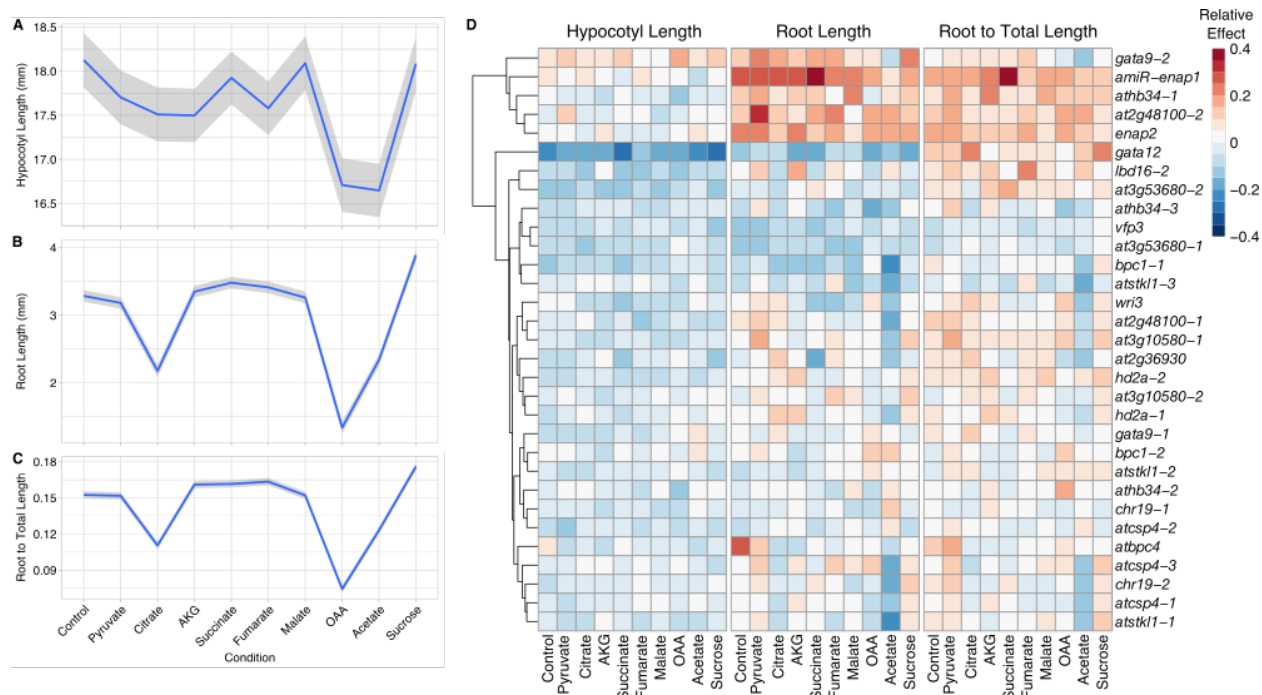 A
Hypocotyl Length (mm)
18.5
18.0
17.5
17.0
16.5
B
Root Length (mm)
4
3
2
C
Root to Total Length
0.18
0.15
0.12
0.09
Control
Pyruvate
Citrate
AKG
Succinate
Fumarate
Malate
OAA
Acetate
Sucrose
Condition
D
Hypocotyl Length
Root Length
Root to Total Length
gata9-2
amiR-enap1
athb34-1
at2g48100-2
enap2
gata12
lbd16-2
at3g53680-2
athb34-3
vfp3
at3g53680-1
bpc1-1
atstkl1-3
wri3
at2g48100-1
at3g10580-1
at2g36930
hd2a-2
at3g10580-2
hd2a-1
gata9-1
bpc1-2
atstkl1-2
athb34-2
chr19-1
atcsp4-2
atbpc4
atcsp4-3
chr19-2
atcsp4-1
atstkl1-1
Control
Pyruvate
Citrate
AKG
Succinate
Fumarate
Malate
OAA
Acetate
Sucrose
Control
Pyruvate
Citrate
AKG
Succinate
Fumarate
Malate
OAA
Acetate
Sucrose
Control
Pyruvate
Citrate
AKG
Succinate
Fumarate
Malate
OAA
Acetate
Sucrose
Relative
Effect
0.4
0.2
0
−0.2
−0.4